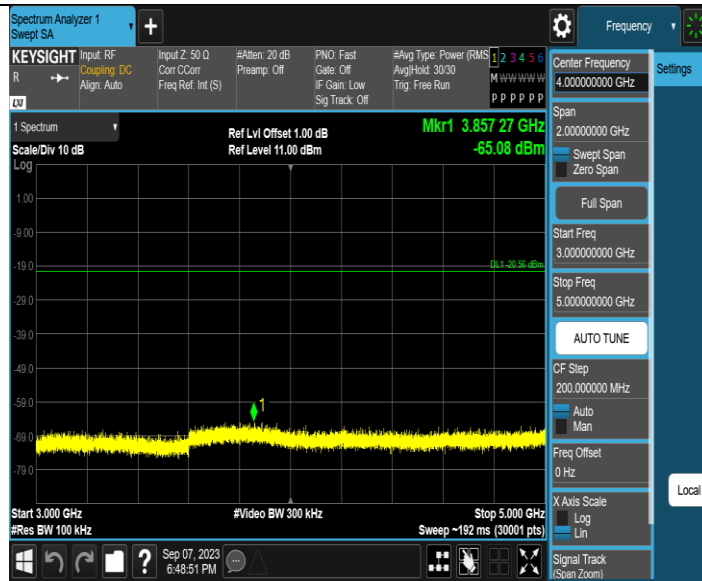 Spectrum Analyzer 1
Swept SA
Frequency
KEYSIGHT
R
LXI
Input: RF
Coupling: DC
Align: Auto
Input Z: 50 Ω
Corr CCorr
Freq Ref: Int (S)
#Atten: 20 dB
Preamp: Off
PNO: Fast
Gate: Off
IF Gain: Low
Sig Track: Off
#Avg Type: Power (RMS
Avg|Hold: 30/30
Trig: Free Run
1 2 3 4 5 6
M W W W W W
P P P P P P
1 Spectrum
Scale/Div 10 dB
Log
Ref Lvl Offset 1.00 dB
Ref Level 11.00 dBm
Mkr1 3.857 27 GHz
-65.08 dBm
1.00
-9.00
-19.0
DL1 -20.56 dBm
-29.0
-39.0
-49.0
-59.0
1
-69.0
-79.0
Start 3.000 GHz
#Res BW 100 kHz
#Video BW 300 kHz
Stop 5.000 GHz
Sweep ~192 ms (30001 pts)
?
Sep 07, 2023
6:48:51 PM
Center Frequency
4.000000000 GHz
Span
2.00000000 GHz
Swept Span
Zero Span
Full Span
Start Freq
3.000000000 GHz
Stop Freq
5.000000000 GHz
AUTO TUNE
CF Step
200.000000 MHz
Auto
Man
Freq Offset
0 Hz
X Axis Scale
Log
Lin
Signal Track
(Span Zoom)
Settings
Local